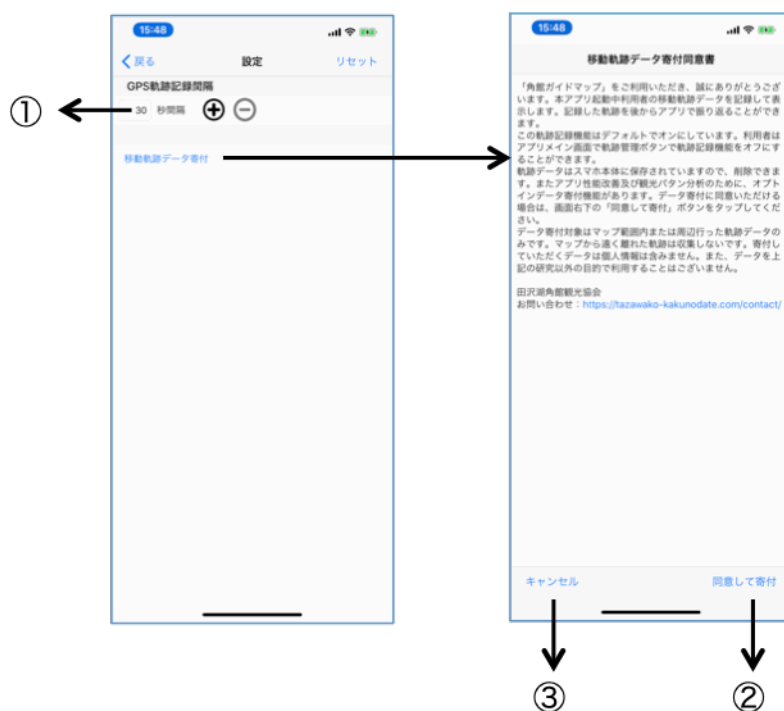 15:48
戻る
設定
リセット
GPS軌跡記録間隔
① 30 秒間隔
移動軌跡データ寄付
15:48
移動軌跡データ寄付同意書
「角館ガイドマップ」をご利用いただき、誠にありがとうござ
います。本アプリ起動中利用者の移動軌跡データを記録して表
示します。記録した軌跡を後からアプリで振り返ることができ
ます。
この軌跡記録機能はデフォルトでオンにしています。利用者は
アプリメイン画面で軌跡管理ボタンで軌跡記録機能をオフにす
ることができます。
軌跡データはスマホ本体に保存されていますので、削除できま
す。またアプリ性能改善及び観光パタン分析のために、オプト
インデータ寄付機能があります。データ寄付に同意いただける
場合は、画面右下の「同意して寄付」ボタンをタップしてくだ
さい。
データ寄付対象はマップ範囲内または周辺行った軌跡データの
みです。マップから遠く離れた軌跡は収集しないです。寄付し
ていただくデータは個人情報は含みません。また、データを上
記の研究以外の目的で利用することはございません。
田沢湖角館観光協会
お問い合わせ：https://tazawako-kakunodate.com/contact/
キャンセル
同意して寄付
③
②